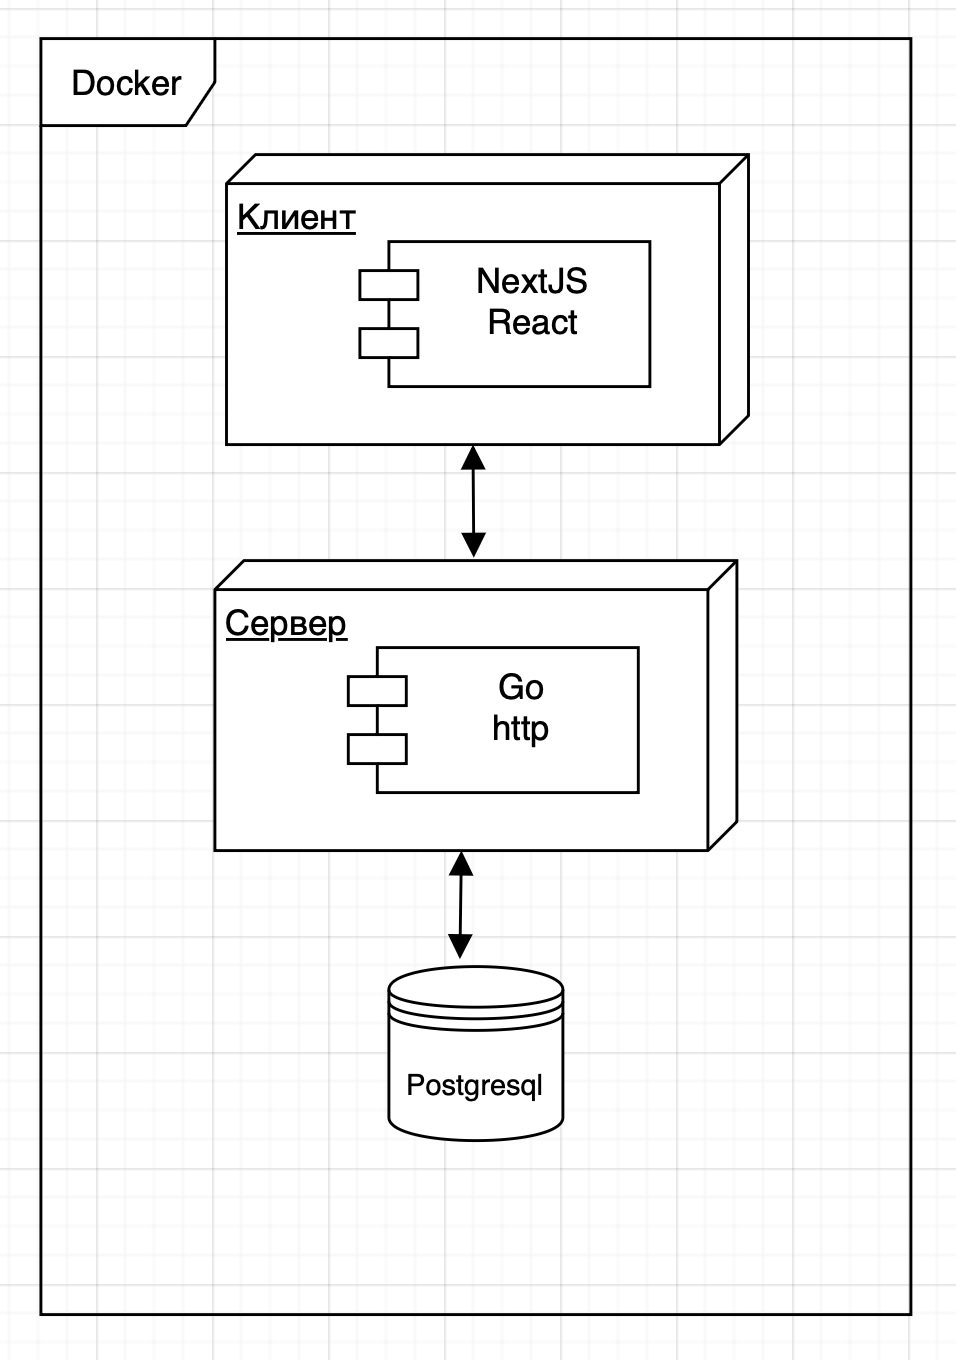 Docker
Клиент
NextJS
React
Сервер
Go
http
Postgresql